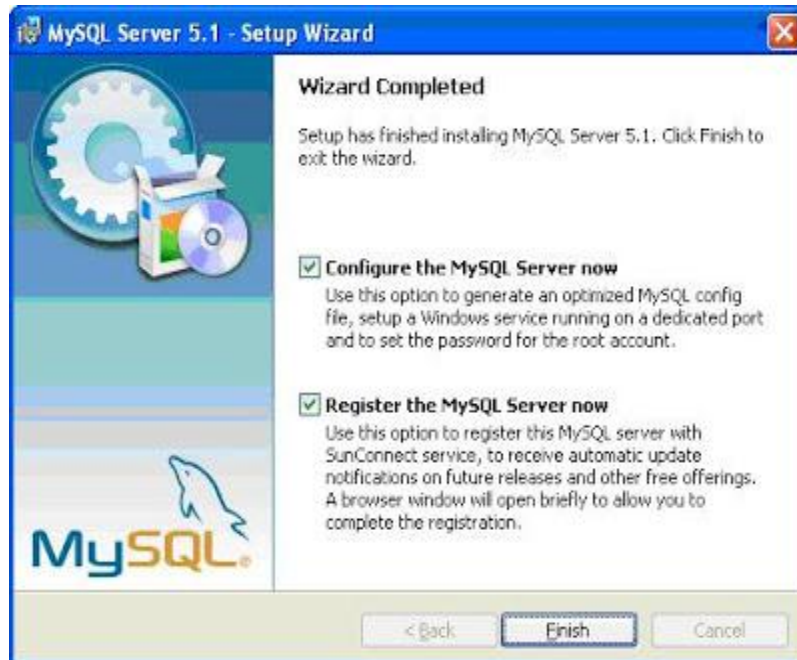 MySQL Server 5.1 - Setup Wizard
Wizard Completed
Setup has finished installing MySQL Server 5.1. Click Finish to
exit the wizard.
Configure the MySQL Server now
Use this option to generate an optimized MySQL config
file, setup a Windows service running on a dedicated port
and to set the password for the root account.
Register the MySQL Server now
Use this option to register this MySQL server with
SunConnect service, to receive automatic update
notifications on future releases and other free offerings.
A browser window will open briefly to allow you to
complete the registration.
MySQL®
< Back
Finish
Cancel